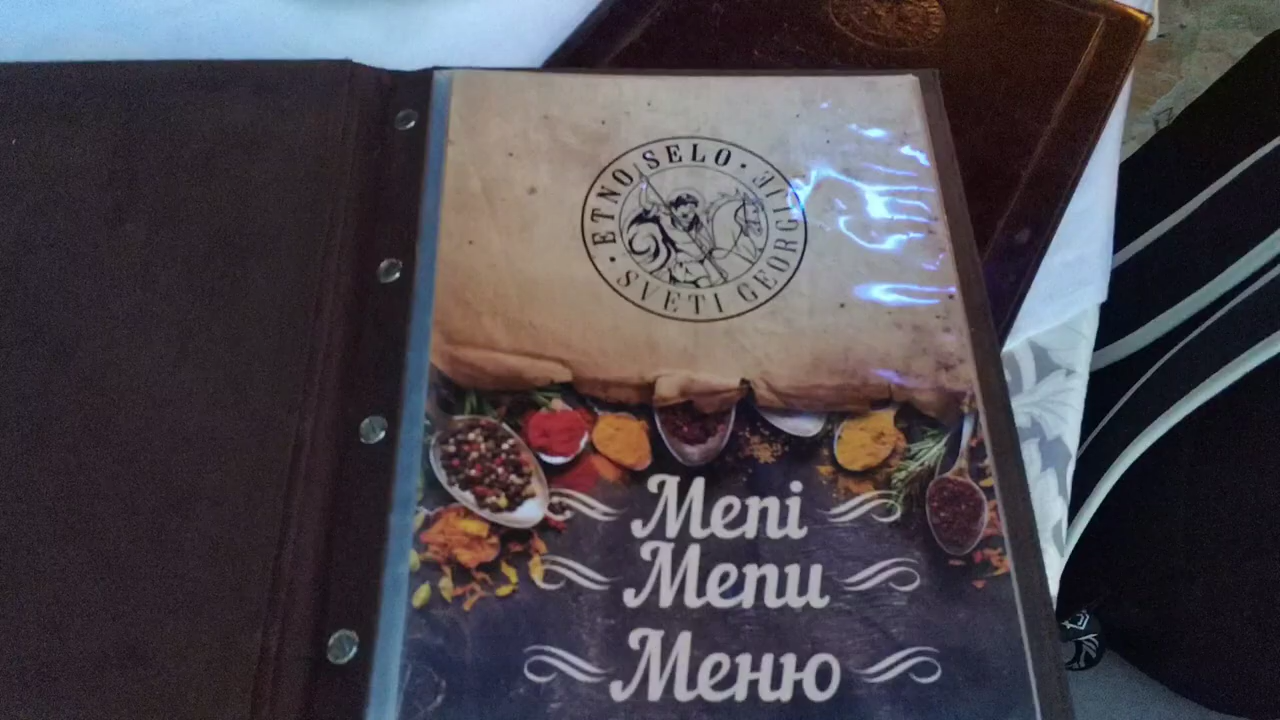 ETNO SELO · SVETI GEORGIJE ·
Meni
Menu
Меню